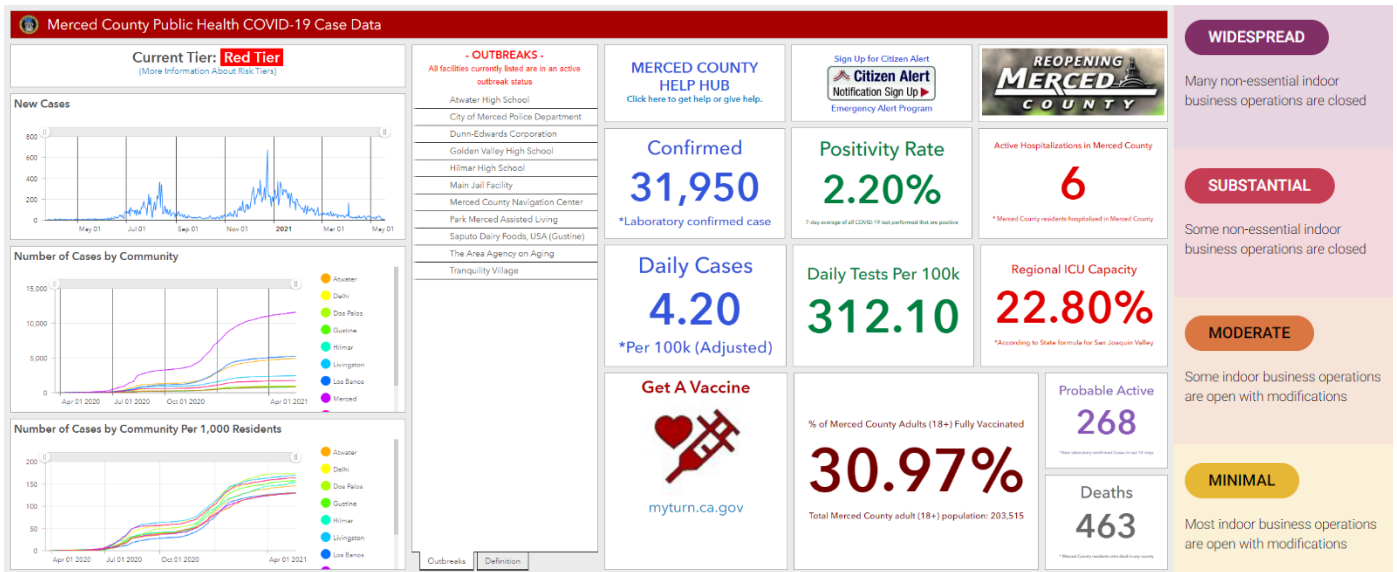 Merced County Public Health COVID-19 Case Data
Current Tier: Red Tier
(More Information About Risk Tiers)
New Cases
800
600
400
200
0
May 01
Jul 01
Sep 01
Nov 01
2021
Mar 01
May 01
Number of Cases by Community
15,000
10,000
5,000
0
Apr 01 2020
Jul 01 2020
Oct 01 2020
Apr 01 2021
Atwater
Delhi
Dos Palos
Gustine
Hilmar
Livingston
Los Banos
Merced
Number of Cases by Community Per 1,000 Residents
200
150
100
50
0
Apr 01 2020
Jul 01 2020
Oct 01 2020
Apr 01 2021
Atwater
Delhi
Dos Palos
Gustine
Hilmar
Livingston
Los Banos
- OUTBREAKS -
All facilities currently listed are in an active
outbreak status
Atwater High School
City of Merced Police Department
Dunn-Edwards Corporation
Golden Valley High School
Hilmar High School
Main Jail Facility
Merced County Navigation Center
Park Merced Assisted Living
Saputo Dairy Foods, USA (Gustine)
The Area Agency on Aging
Tranquility Village
Outbreaks
Definition
MERCED COUNTY
HELP HUB
Click here to get help or give help.
Sign Up for Citizen Alert
Citizen Alert
Notification Sign Up
Emergency Alert Program
REOPENING
MERCED
COUNTY
Confirmed
31,950
*Laboratory confirmed case
Positivity Rate
2.20%
7-day average of all COVID-19 test performed that are positive
Active Hospitalizations in Merced County
6
* Merced County residents hospitalized in Merced County
Daily Cases
4.20
*Per 100k (Adjusted)
Daily Tests Per 100k
312.10
Regional ICU Capacity
22.80%
*According to State formula for San Joaquin Valley
Get A Vaccine
myturn.ca.gov
% of Merced County Adults (18+) Fully Vaccinated
30.97%
Total Merced County adult (18+) population: 203,515
Probable Active
268
*New laboratory confirmed Cases in last 10 days
Deaths
463
* Merced County residents who died in any county
WIDESPREAD
Many non-essential indoor
business operations are closed
SUBSTANTIAL
Some non-essential indoor
business operations are closed
MODERATE
Some indoor business operations
are open with modifications
MINIMAL
Most indoor business operations
are open with modifications